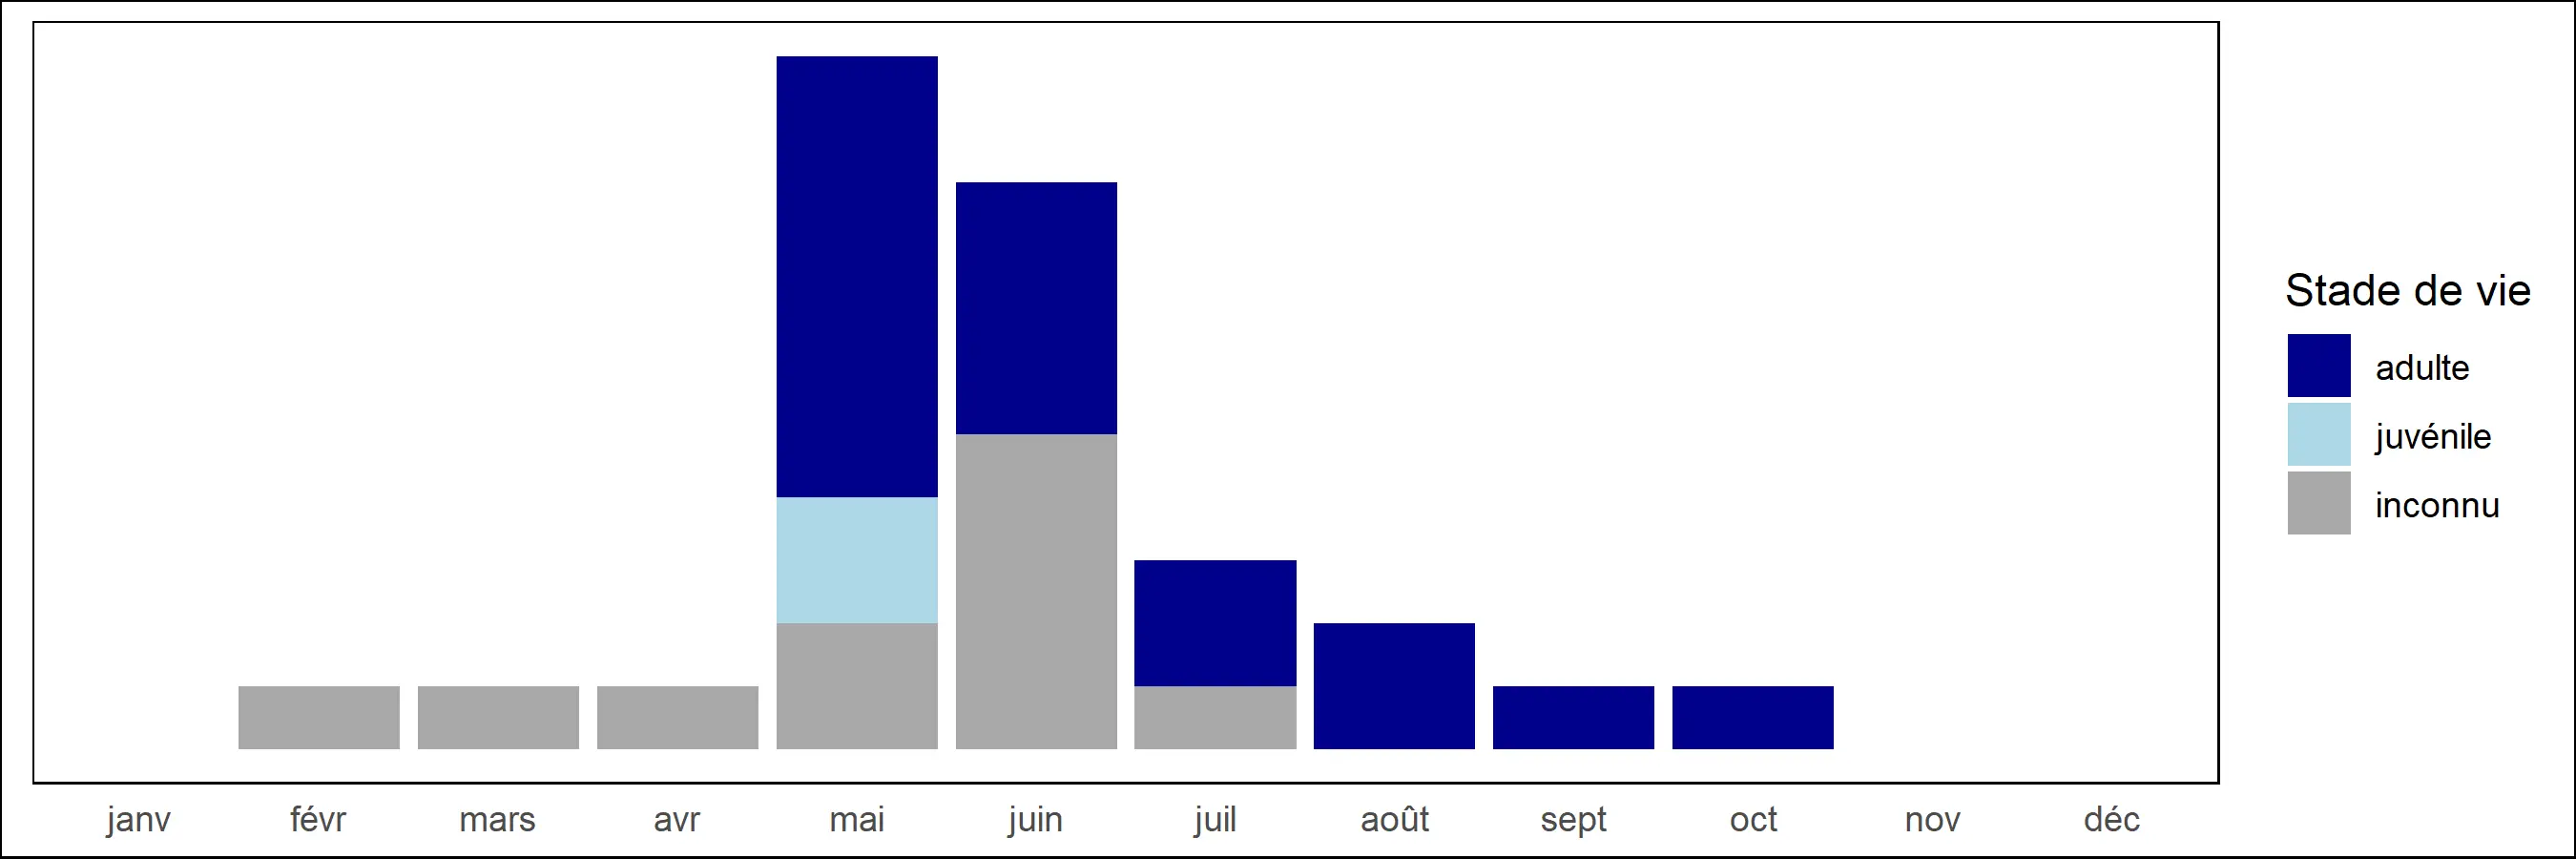 Stade de vie
adulte
juvénile
inconnu
janv févr mars avr mai juin juil août sept oct nov déc